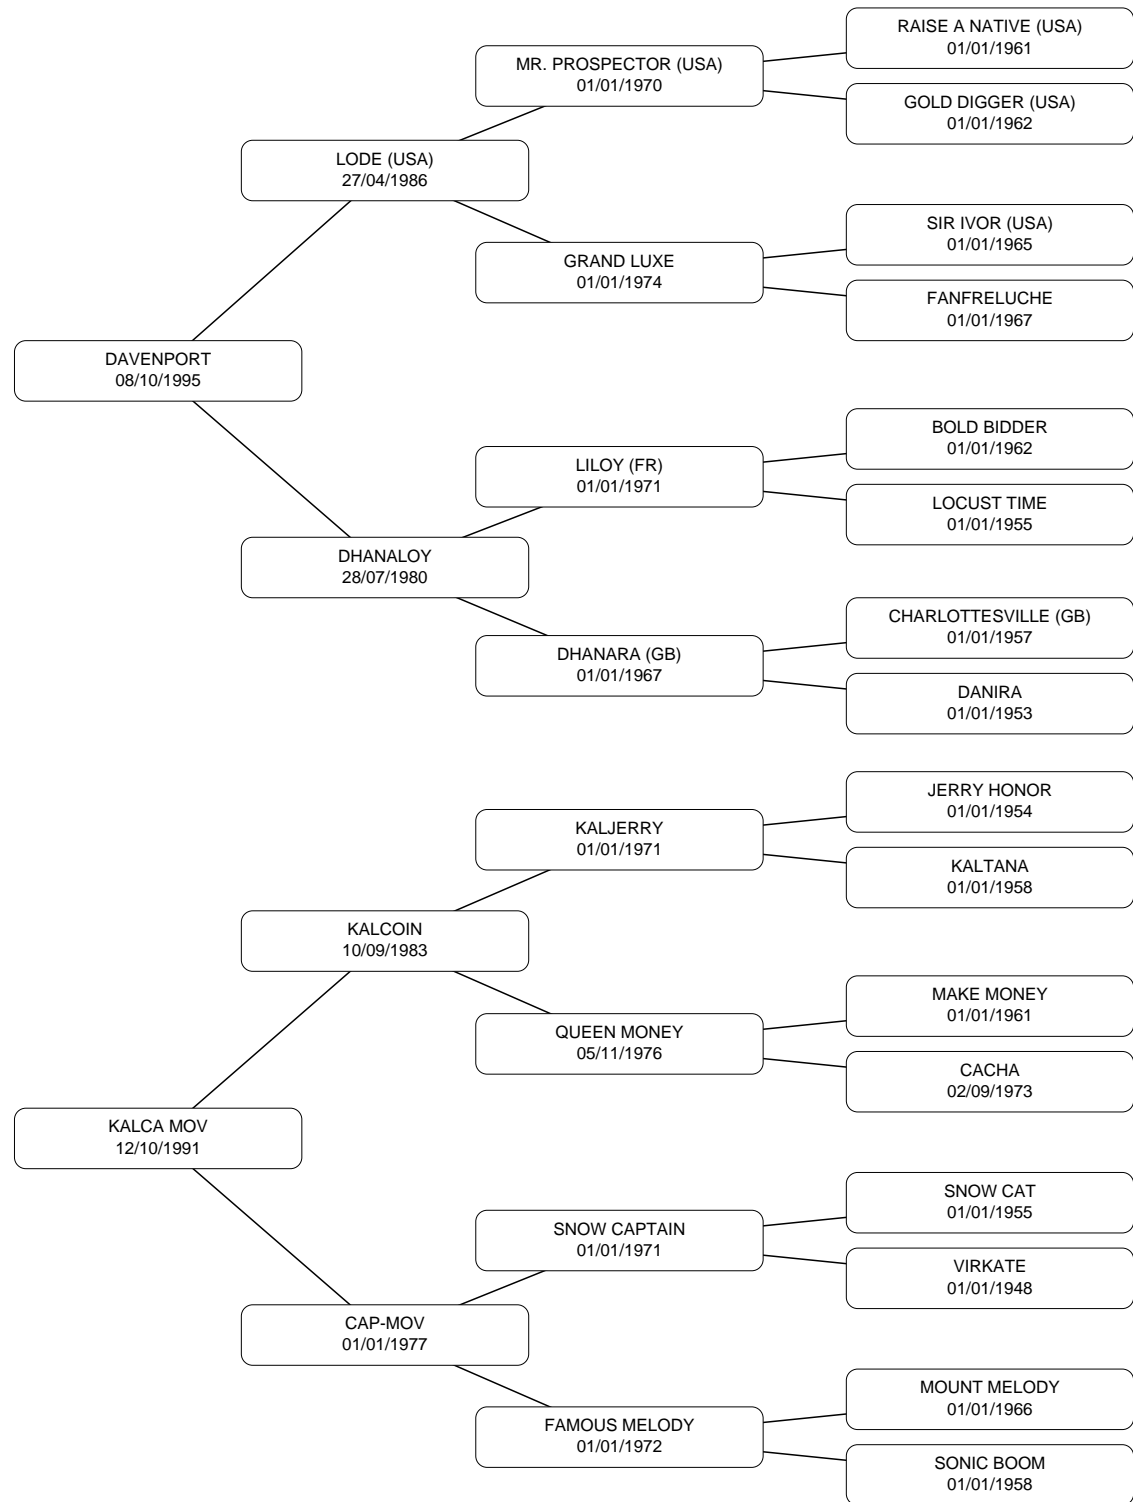 RAISE A NATIVE (USA)
01/01/1961
MR. PROSPECTOR (USA)
01/01/1970
GOLD DIGGER (USA)
01/01/1962
LODE (USA)
27/04/1986
SIR IVOR (USA)
01/01/1965
GRAND LUXE
01/01/1974
FANFRELUCHE
01/01/1967
DAVENPORT
08/10/1995
BOLD BIDDER
01/01/1962
LILOY (FR)
01/01/1971
LOCUST TIME
01/01/1955
DHANALOY
28/07/1980
CHARLOTTESVILLE (GB)
01/01/1957
DHANARA (GB)
01/01/1967
DANIRA
01/01/1953
JERRY HONOR
01/01/1954
KALJERRY
01/01/1971
KALTANA
01/01/1958
KALCOIN
10/09/1983
MAKE MONEY
01/01/1961
QUEEN MONEY
05/11/1976
CACHA
02/09/1973
KALCA MOV
12/10/1991
SNOW CAT
01/01/1955
SNOW CAPTAIN
01/01/1971
VIRKATE
01/01/1948
CAP-MOV
01/01/1977
MOUNT MELODY
01/01/1966
FAMOUS MELODY
01/01/1972
SONIC BOOM
01/01/1958